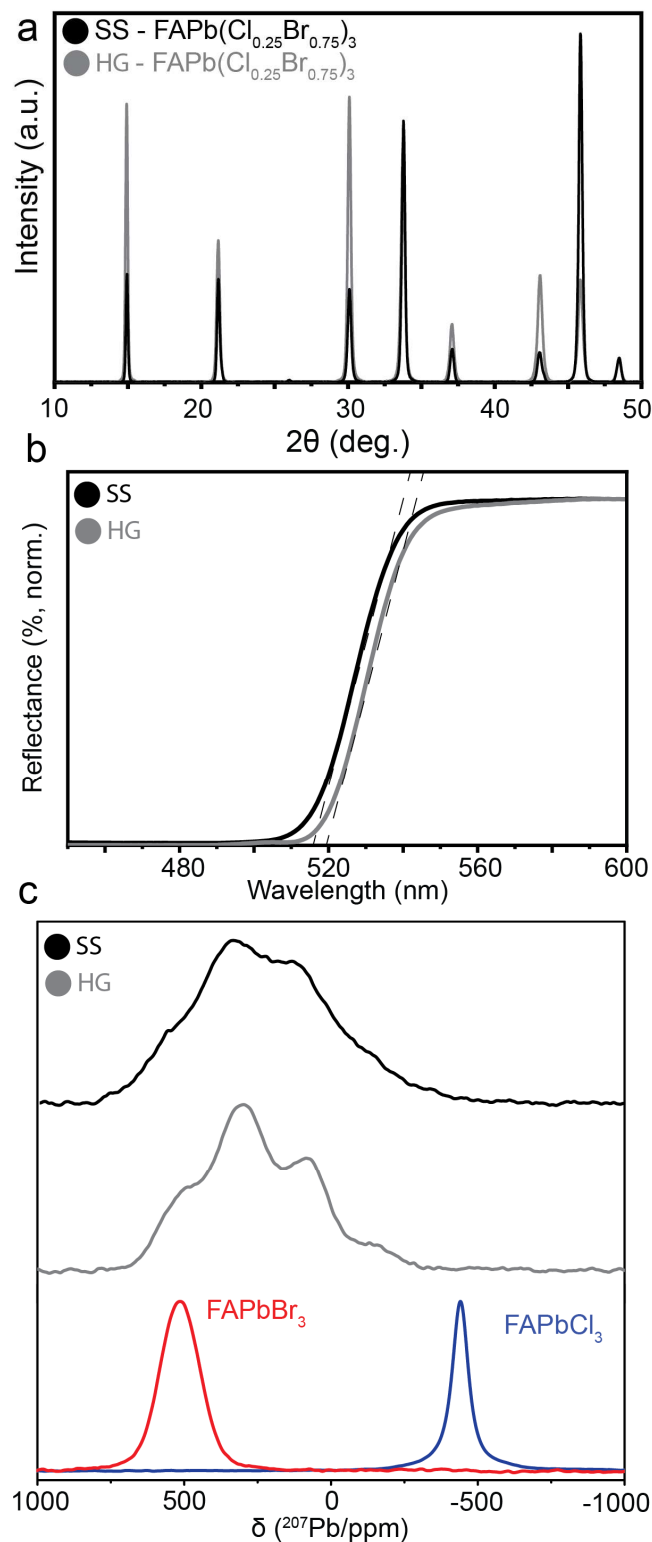 a
SS - FAPb(Cl0.25Br0.75)3
HG - FAPb(Cl0.25Br0.75)3
Intensity (a.u.)
10 20 30 40 50
2θ (deg.)
b
SS
HG
Reflectance (%, norm.)
480 520 560 600
Wavelength (nm)
c
SS
HG
FAPbBr3
FAPbCl3
1000 500 0 -500 -1000
δ (207Pb/ppm)